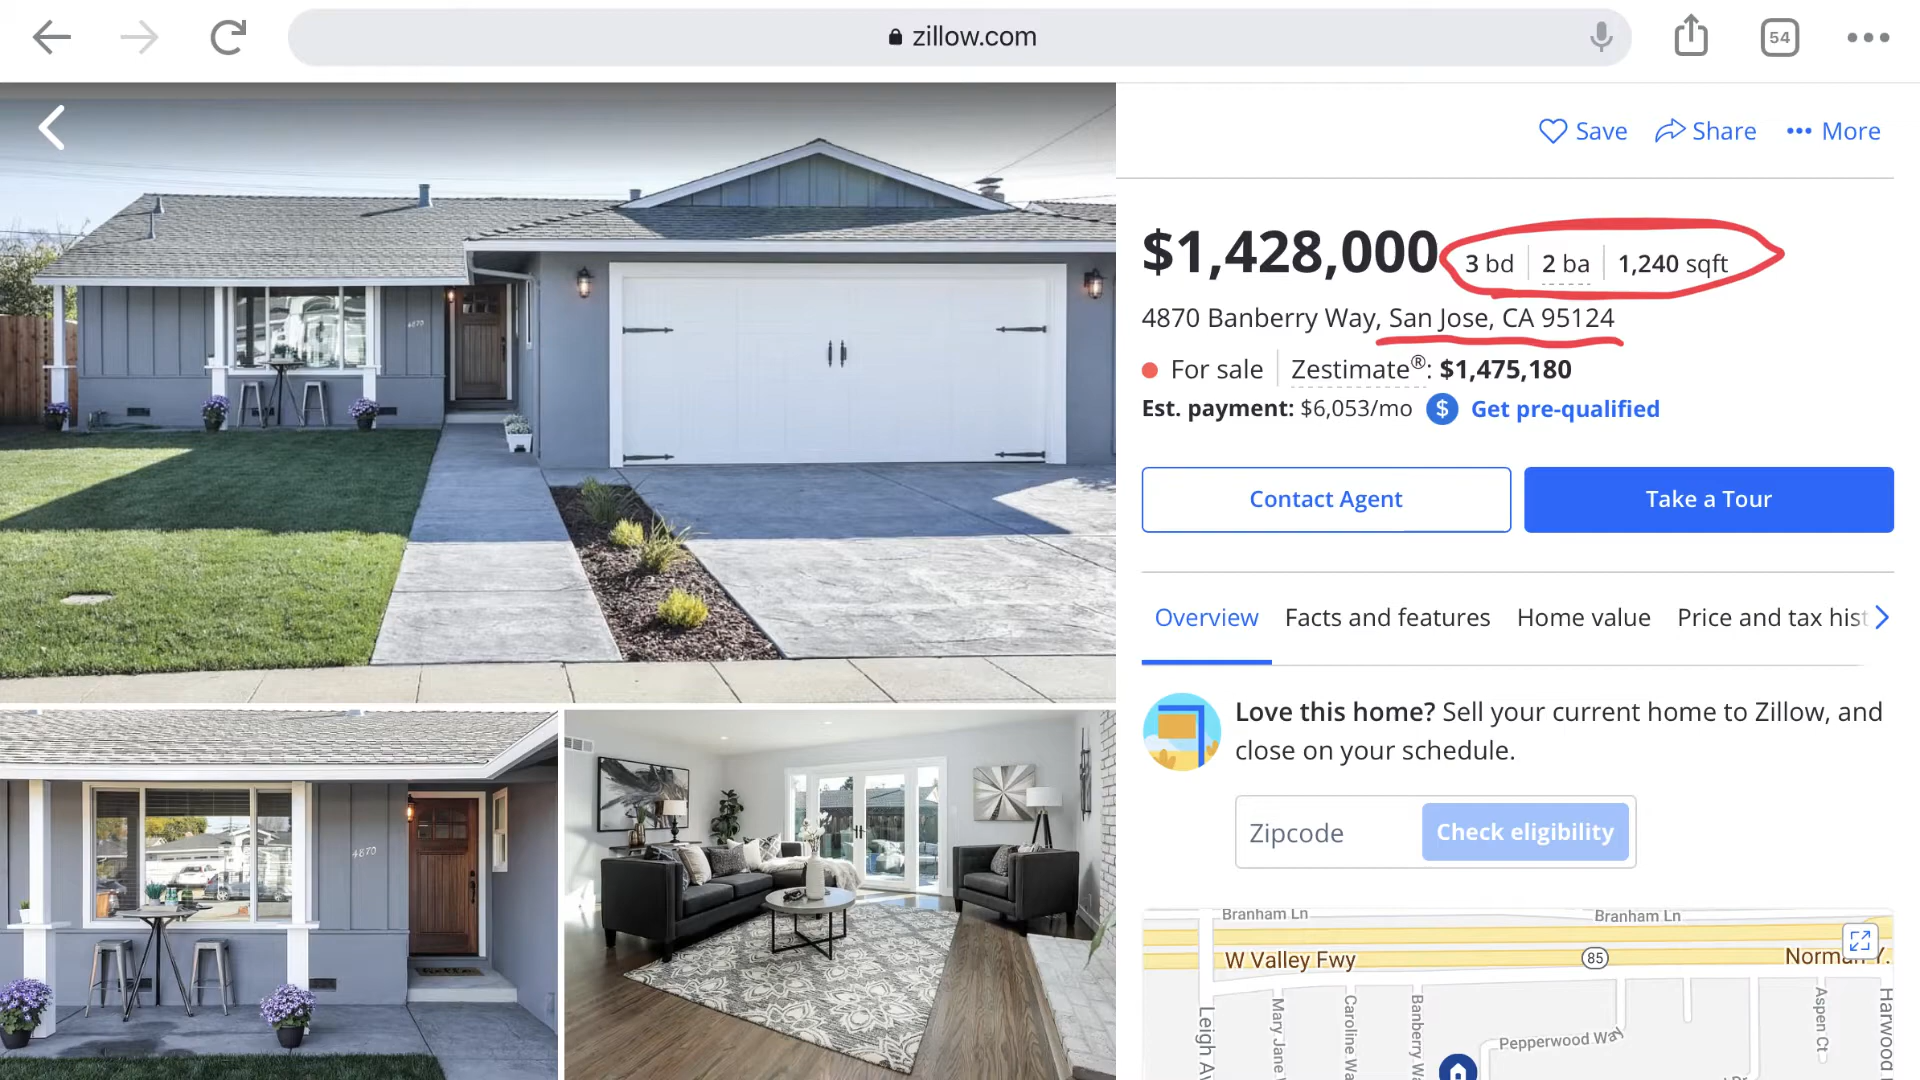 zillow.com
54
Save
Share
More
$1,428,000
3 bd
2 ba
1,240 sqft
4870 Banberry Way, San Jose, CA 95124
For sale
Zestimate®: $1,475,180
Est. payment: $6,053/mo
$
Get pre-qualified
Contact Agent
Take a Tour
Overview
Facts and features
Home value
Price and tax hist
Love this home? Sell your current home to Zillow, and
close on your schedule.
Zipcode
Check eligibility
Branham Ln
Branham Ln
W Valley Fwy
85
Norman Y.
Leigh Av
Mary Jane
Caroline Wa
Banberry W
Pepperwood Way
Aspen Ct
Harwood
4870
4870